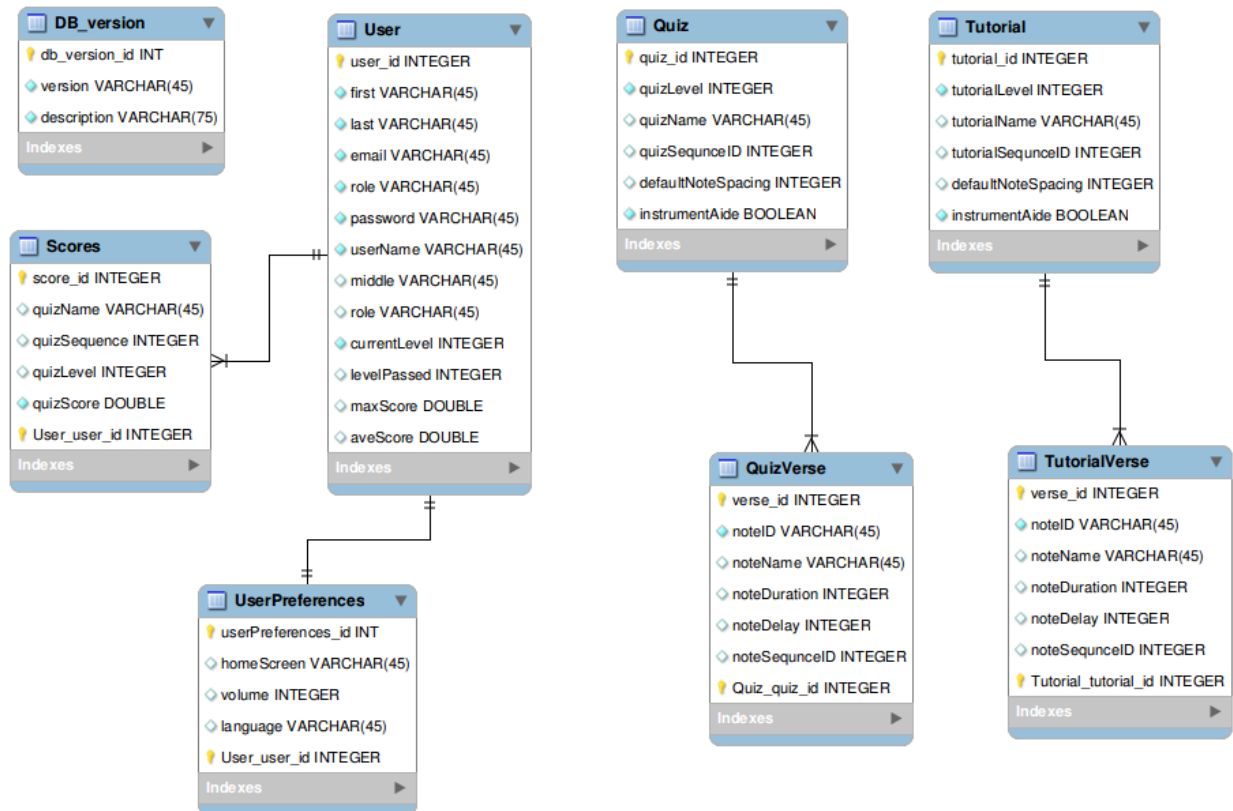 DB_version
db_version_id INT
version VARCHAR(45)
description VARCHAR(75)
Indexes
User
user_id INTEGER
first VARCHAR(45)
last VARCHAR(45)
email VARCHAR(45)
role VARCHAR(45)
password VARCHAR(45)
userName VARCHAR(45)
middle VARCHAR(45)
role VARCHAR(45)
currentLevel INTEGER
levelPassed INTEGER
maxScore DOUBLE
aveScore DOUBLE
Indexes
Quiz
quiz_id INTEGER
quizLevel INTEGER
quizName VARCHAR(45)
quizSequnceID INTEGER
defaultNoteSpacing INTEGER
instrumentAide BOOLEAN
Indexes
Tutorial
tutorial_id INTEGER
tutorialLevel INTEGER
tutorialName VARCHAR(45)
tutorialSequnceID INTEGER
defaultNoteSpacing INTEGER
instrumentAide BOOLEAN
Indexes
Scores
score_id INTEGER
quizName VARCHAR(45)
quizSequence INTEGER
quizLevel INTEGER
quizScore DOUBLE
User_user_id INTEGER
Indexes
UserPreferences
userPreferences_id INT
homeScreen VARCHAR(45)
volume INTEGER
language VARCHAR(45)
User_user_id INTEGER
Indexes
QuizVerse
verse_id INTEGER
noteID VARCHAR(45)
noteName VARCHAR(45)
noteDuration INTEGER
noteDelay INTEGER
noteSequnceID INTEGER
Quiz_quiz_id INTEGER
Indexes
TutorialVerse
verse_id INTEGER
noteID VARCHAR(45)
noteName VARCHAR(45)
noteDuration INTEGER
noteDelay INTEGER
noteSequnceID INTEGER
Tutorial_tutorial_id INTEGER
Indexes